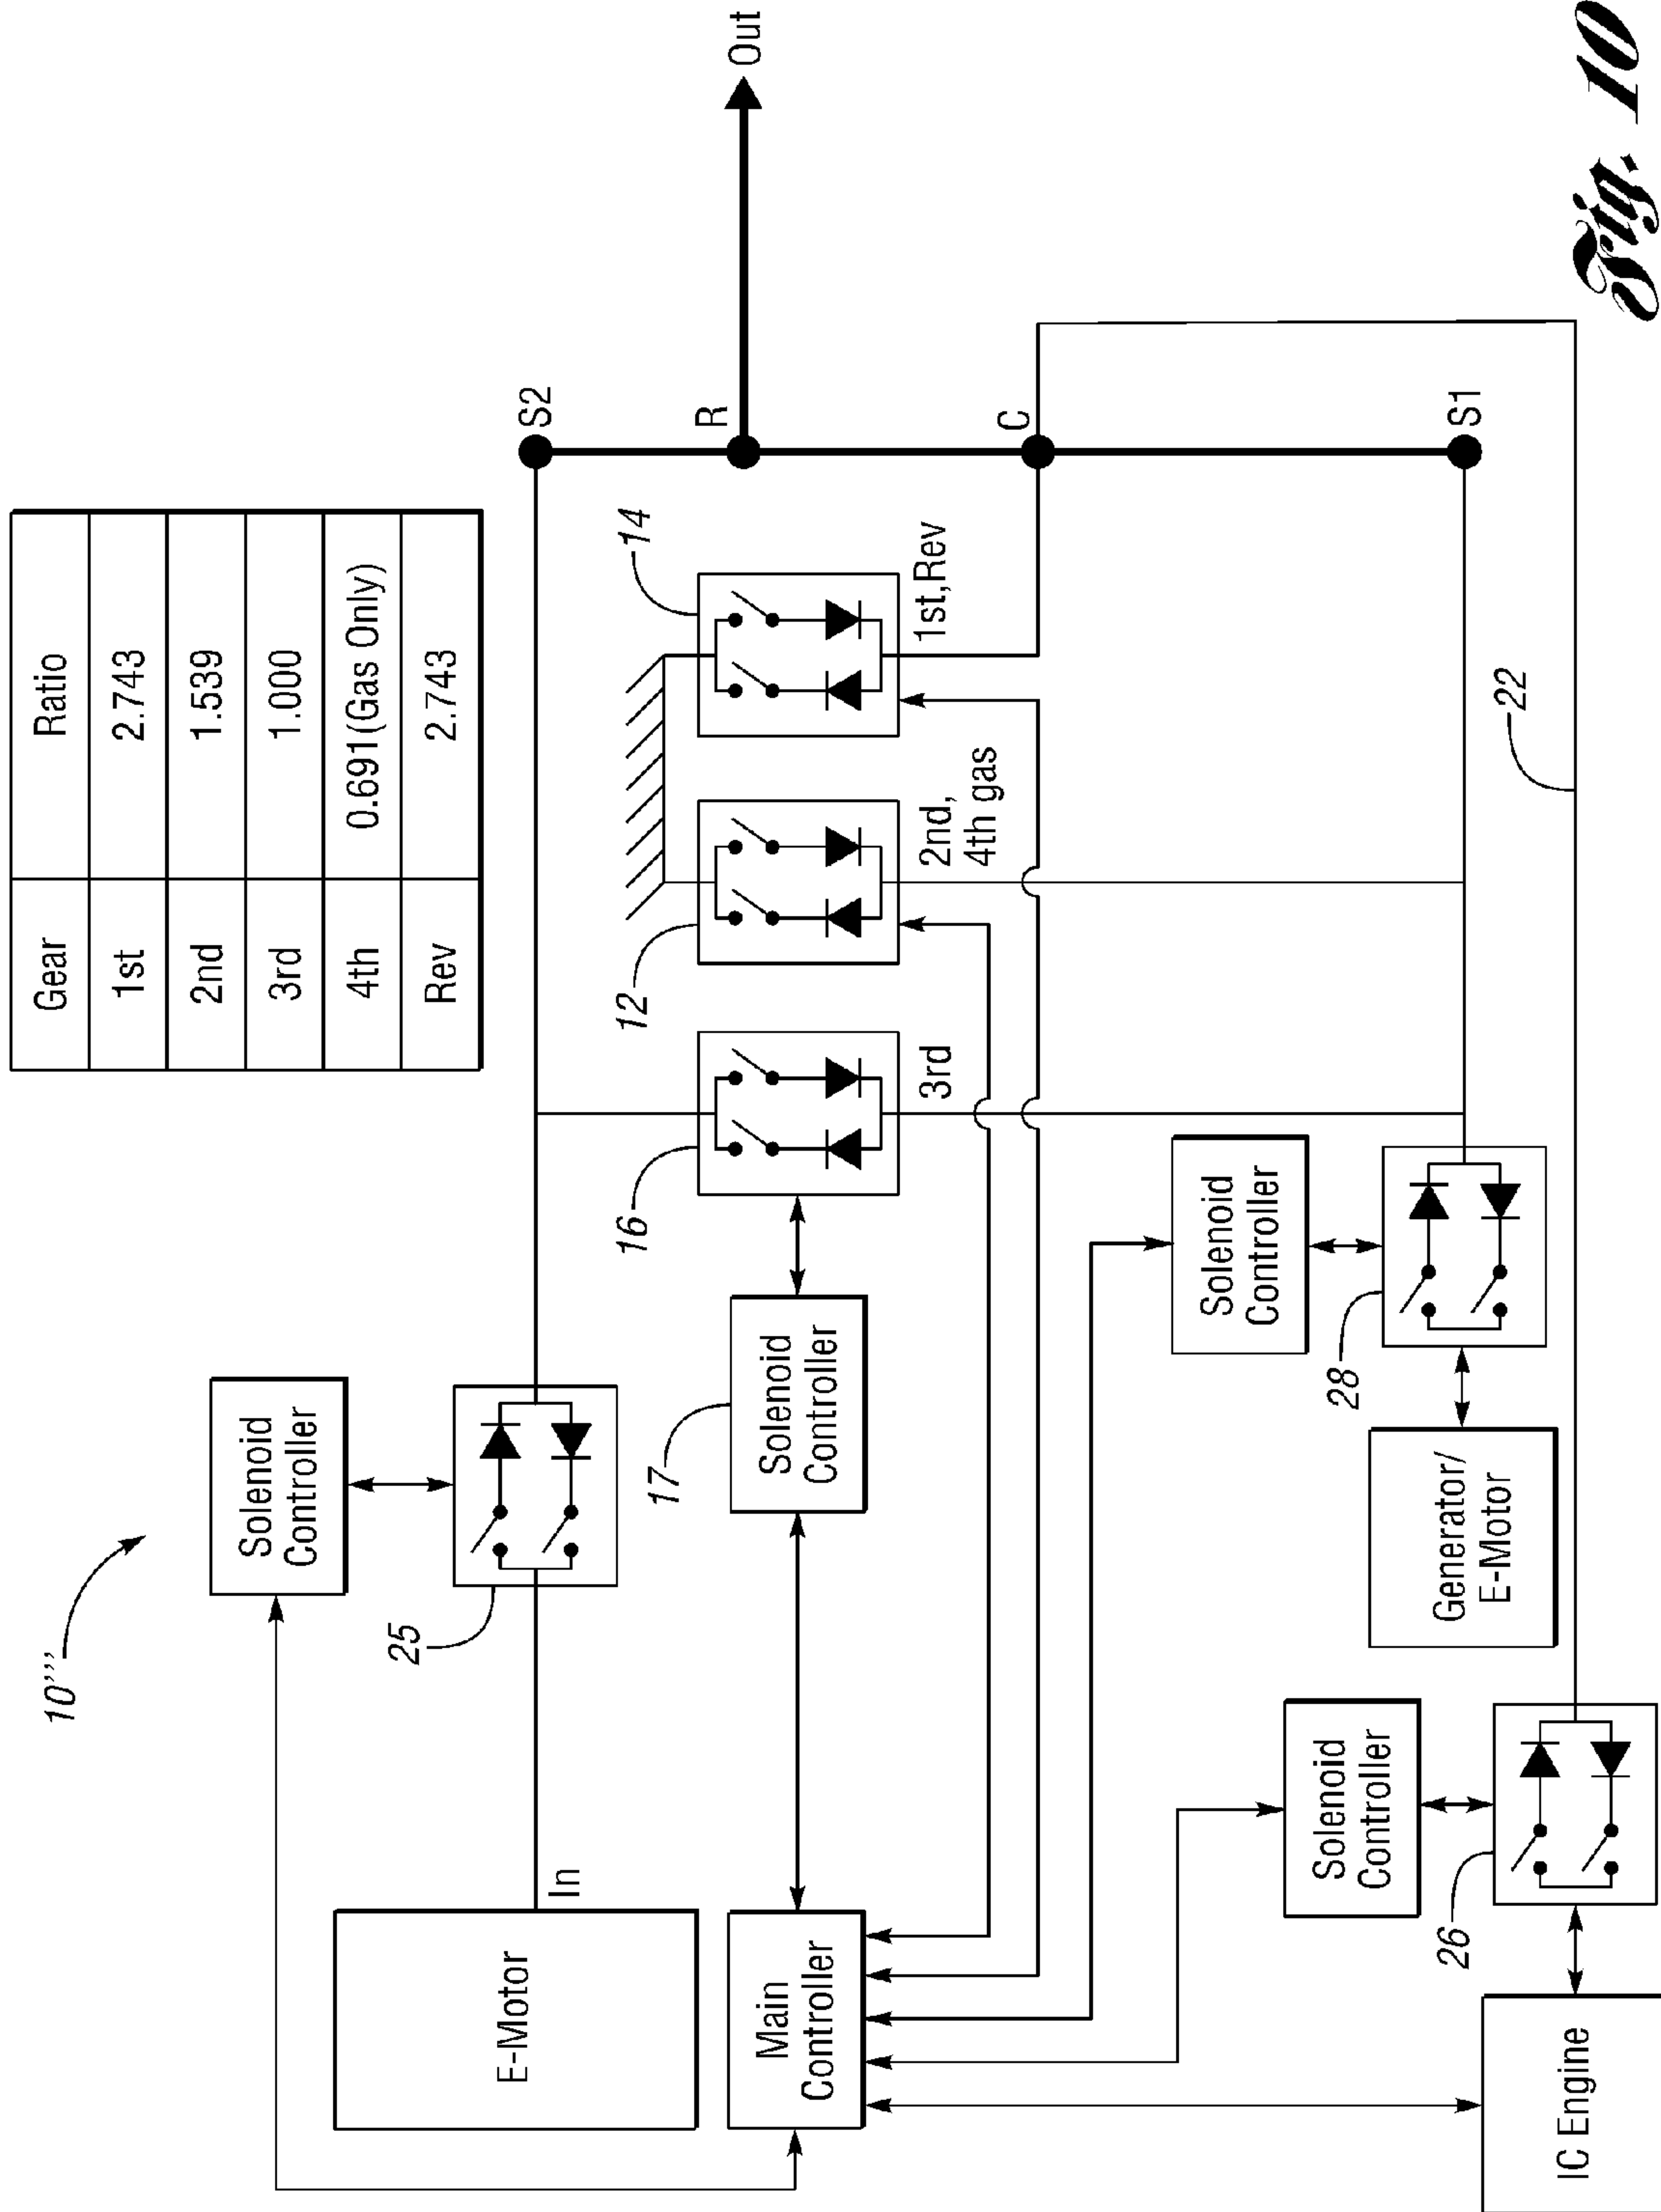 10'''
Gear Ratio
1st 2.743
2nd 1.539
3rd 1.000
4th 0.691(Gas Only)
Rev 2.743
Solenoid
Controller
25
E-Motor
In
S2
R
Out
C
S1
Main
Controller
17
Solenoid
Controller
16
3rd
12
2nd,
4th gas
14
1st,Rev
Solenoid
Controller
28
Generator/
E-Motor
Solenoid
Controller
26
IC Engine
22
Fig. 10